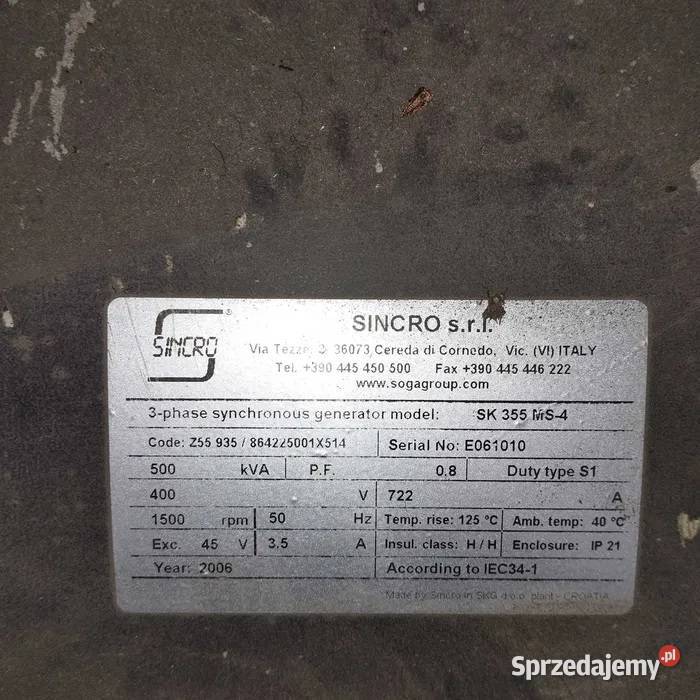 SINCRO
®
SINCRO s.r.l.
Via Tezze 3 36073 Cereda di Cornedo, Vic. (VI) ITALY
Tel. +390 445 450 500 Fax +390 445 446 222
www.sogagroup.com
3-phase synchronous generator model: SK 355 MS-4
Code: Z55 935 / 864225001X514 Serial No: E061010
500 kVA P.F. 0.8 Duty type S1
400 V 722 A
1500 rpm 50 Hz Temp. rise: 125 °C Amb. temp: 40 °C
Exc. 45 V 3.5 A Insul. class: H / H Enclosure: IP 21
Year: 2006 According to IEC34-1
Made by Sincro in SKG d.o.o. plant - CROATIA
Sprzedajemy.pl